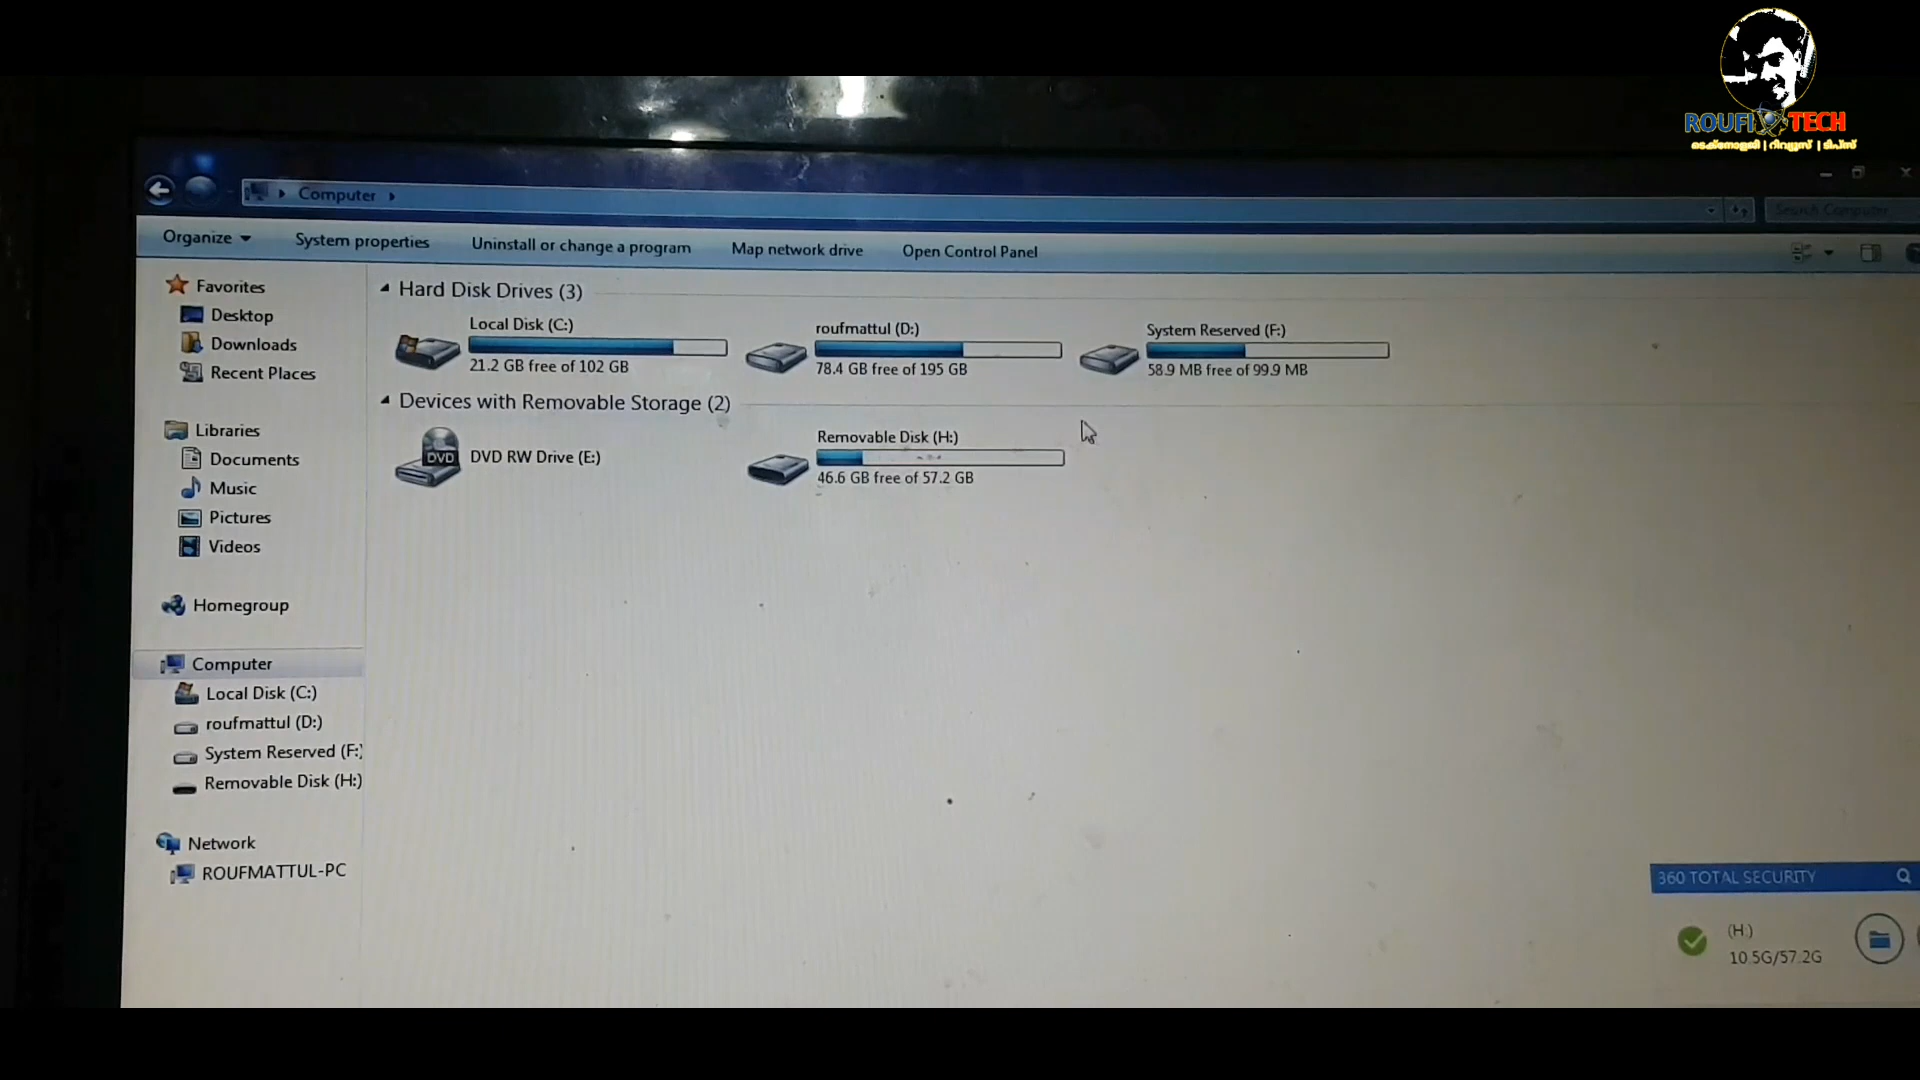 ROUFI TECH
ടെക്നോളജി | റിവ്യൂസ് | ടിപ്സ്
Computer
Search Computer
Organize
System properties
Uninstall or change a program
Map network drive
Open Control Panel
Favorites
Desktop
Downloads
Recent Places
Libraries
Documents
Music
Pictures
Videos
Homegroup
Computer
Local Disk (C:)
roufmattul (D:)
System Reserved (F:)
Removable Disk (H:)
Network
ROUFMATTUL-PC
Hard Disk Drives (3)
Local Disk (C:)
21.2 GB free of 102 GB
roufmattul (D:)
78.4 GB free of 195 GB
System Reserved (F:)
58.9 MB free of 99.9 MB
Devices with Removable Storage (2)
DVD
DVD RW Drive (E:)
Removable Disk (H:)
46.6 GB free of 57.2 GB
360 TOTAL SECURITY
(H:)
10.5G/57.2G